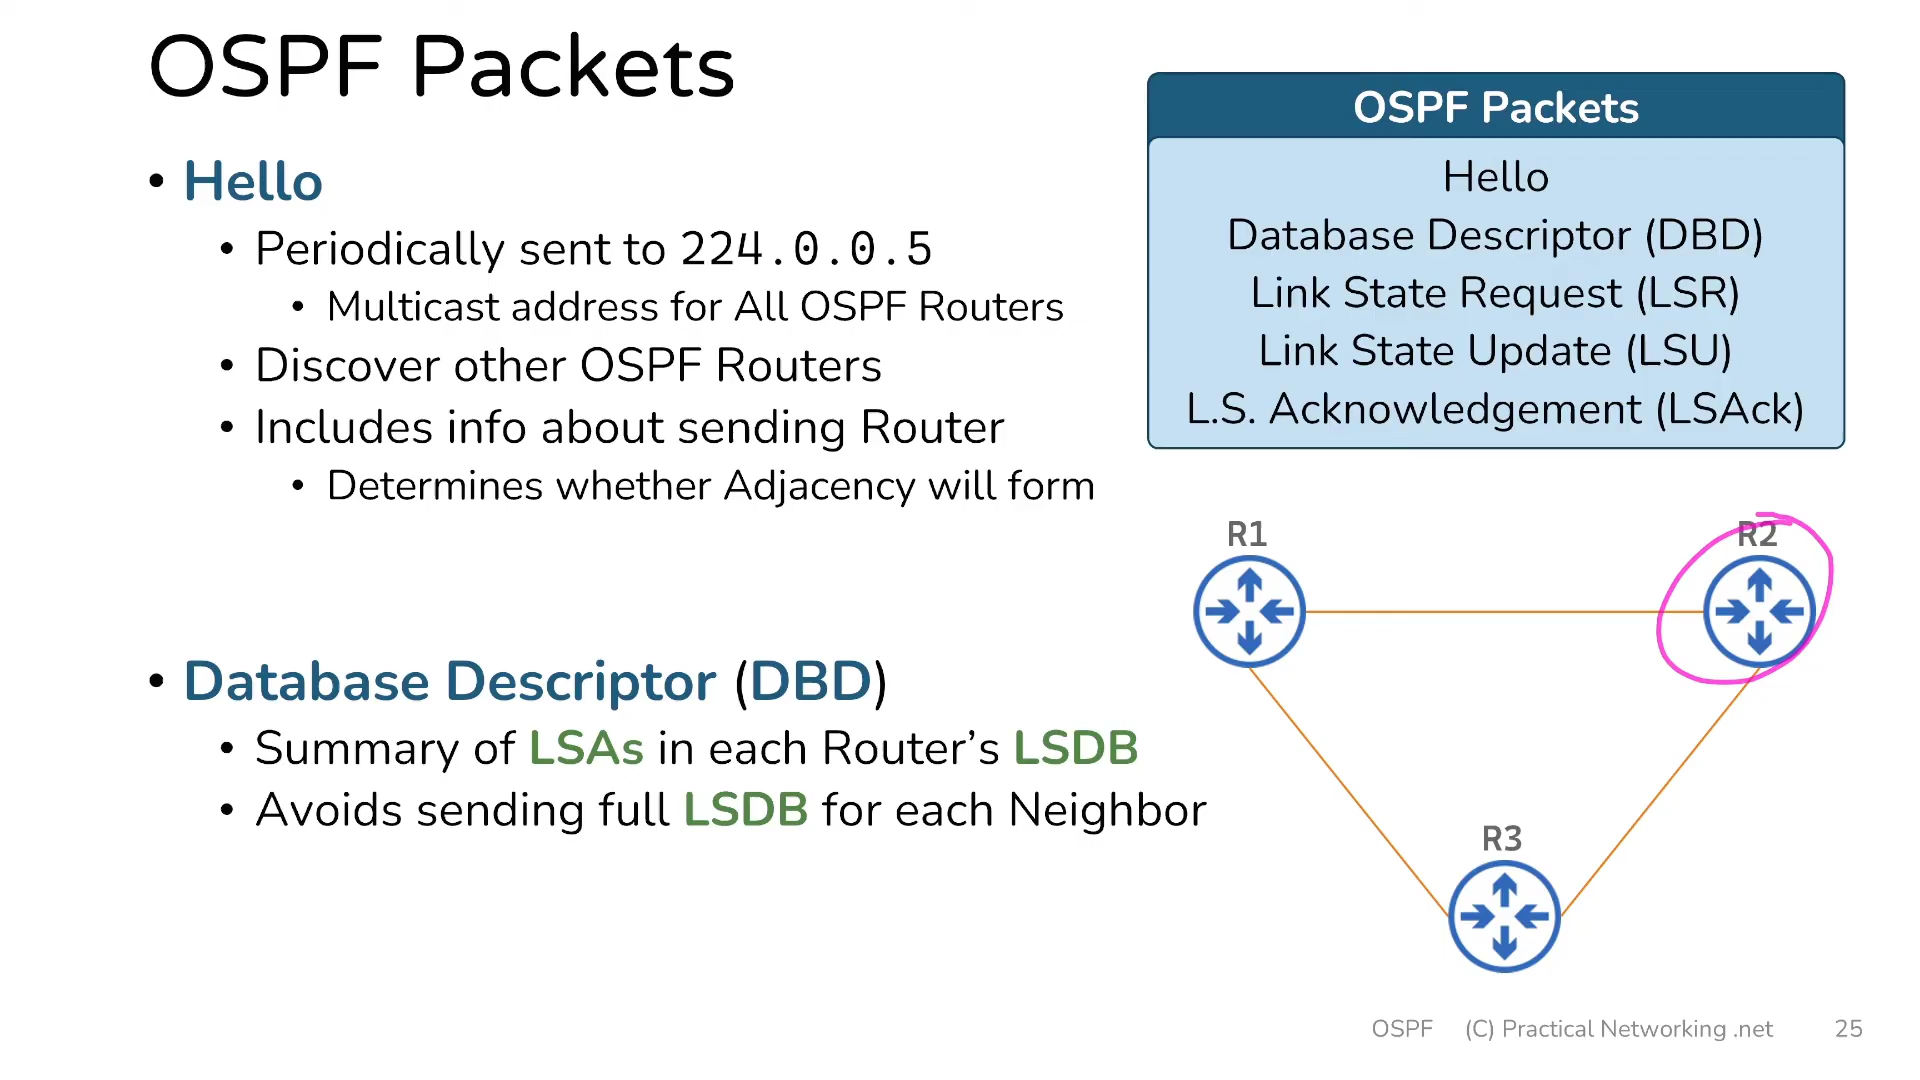 OSPF Packets
• Hello
• Periodically sent to 224.0.0.5
• Multicast address for All OSPF Routers
• Discover other OSPF Routers
• Includes info about sending Router
• Determines whether Adjacency will form
• Database Descriptor (DBD)
• Summary of LSAs in each Router's LSDB
• Avoids sending full LSDB for each Neighbor
OSPF Packets
Hello
Database Descriptor (DBD)
Link State Request (LSR)
Link State Update (LSU)
L.S. Acknowledgement (LSAck)
R1
R2
R3
OSPF (C) Practical Networking .net 25